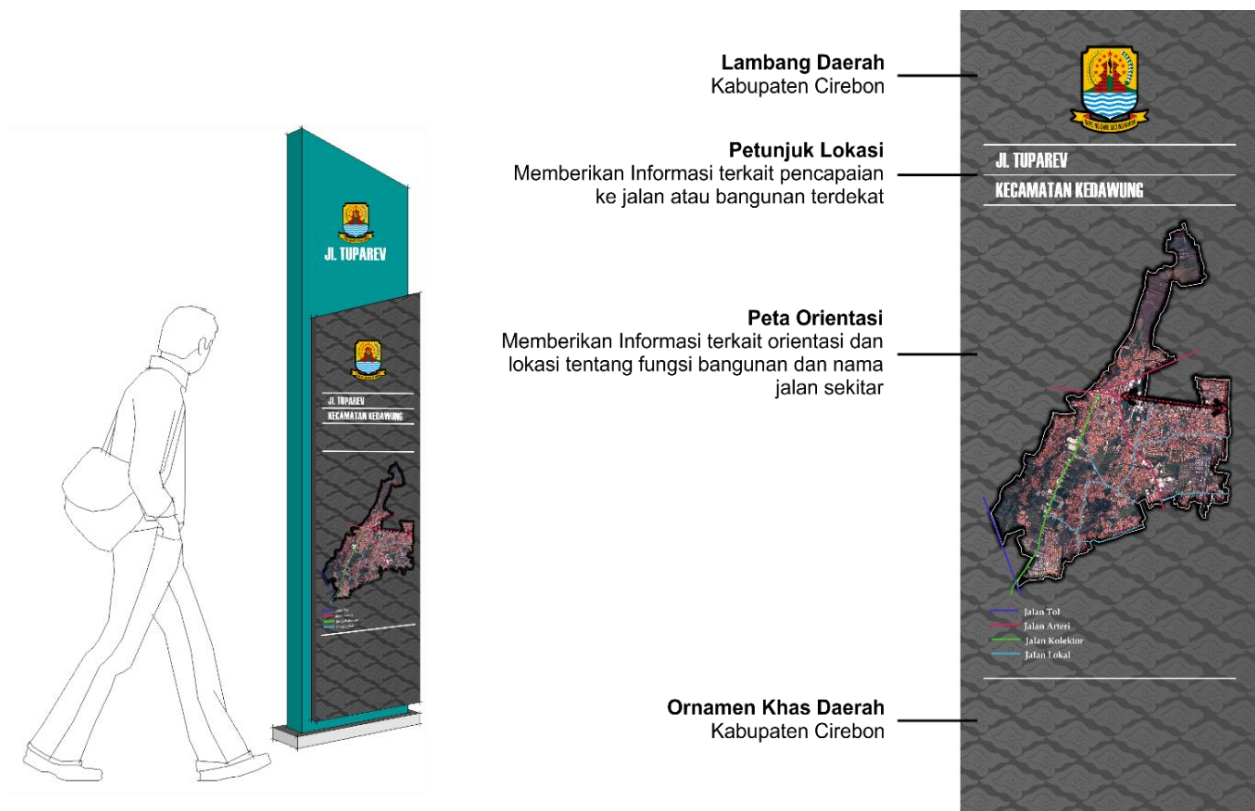 JL TUPAREV
JL TUPAREV
KECAMATAN KEDAWUNG
Lambang Daerah
Kabupaten Cirebon
Petunjuk Lokasi
Memberikan Informasi terkait pencapaian
ke jalan atau bangunan terdekat
Peta Orientasi
Memberikan Informasi terkait orientasi dan
lokasi tentang fungsi bangunan dan nama
jalan sekitar
Ornamen Khas Daerah
Kabupaten Cirebon
JL TUPAREV
KECAMATAN KEDAWUNG
Jalan Tol
Jalan Arteri
Jalan Kolektor
Jalan Lokal